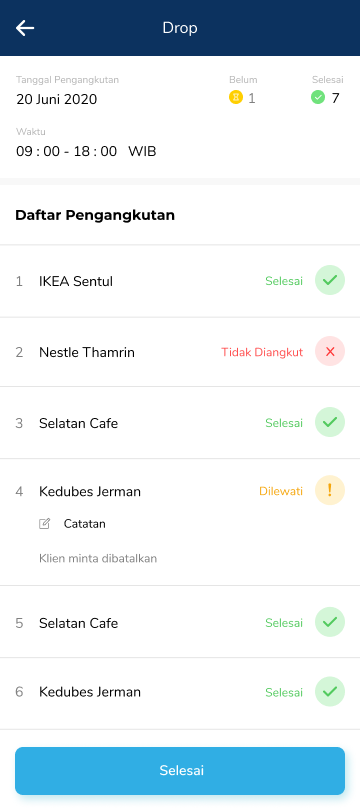 Drop
Tanggal Pengangkutan
20 Juni 2020
Belum
8 1
Selesai
7
Waktu
09 : 00 - 18 : 00 WIB
Daftar Pengangkutan
1 IKEA Sentul Selesai
2 Nestle Thamrin Tidak Diangkut
3 Selatan Cafe Selesai
4 Kedubes Jerman Dilewati !
Catatan
Klien minta dibatalkan
5 Selatan Cafe Selesai
6 Kedubes Jerman Selesai
Selesai